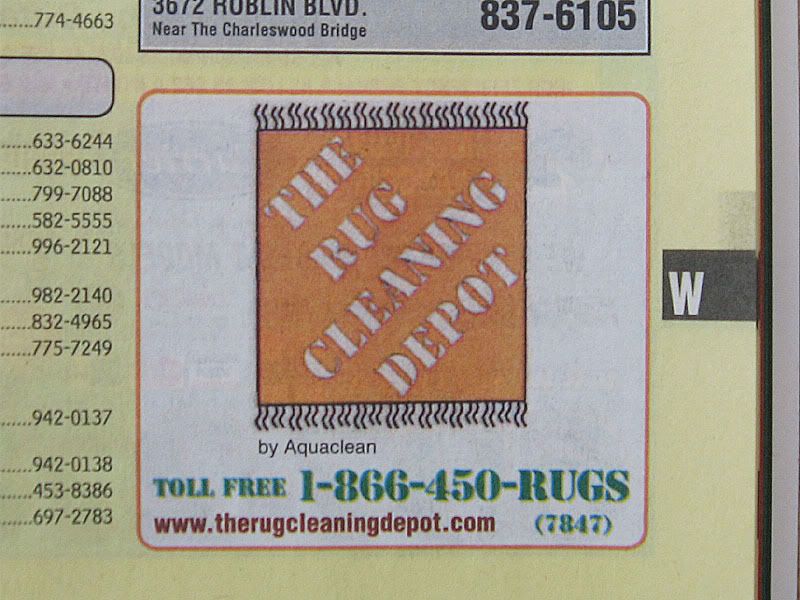 774-4663
3672 ROBLIN BLVD.
Near The Charleswood Bridge
837-6105
633-6244
632-0810
799-7088
582-5555
996-2121
982-2140
832-4965
775-7249
942-0137
942-0138
453-8386
697-2783
THE
RUG
CLEANING
DEPOT
by Aquaclean
TOLL FREE 1-866-450-RUGS
www.therugcleaningdepot.com (7847)
W